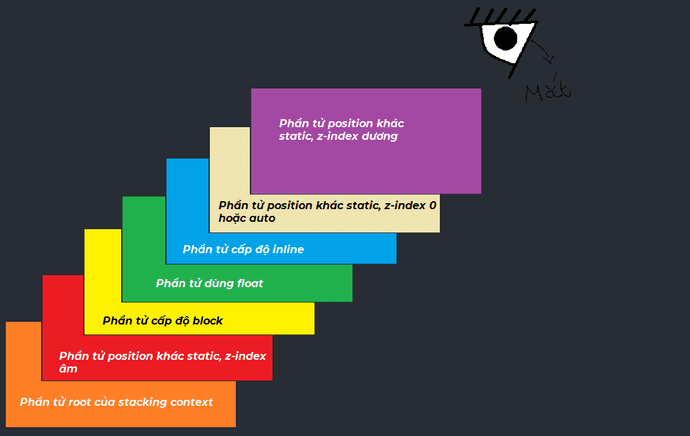 Mắt
Phần tử position khác
static, z-index dương
Phần tử position khác static, z-index 0
hoặc auto
Phần tử cấp độ inline
Phần tử dùng float
Phần tử cấp độ block
Phần tử position khác static, z-index
âm
Phần tử root của stacking context